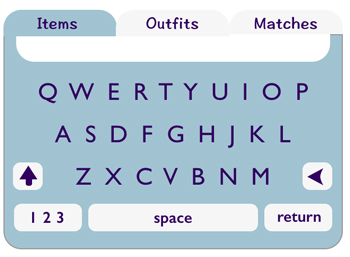 Items Outfits Matches
Q W E R T Y U I O P
A S D F G H J K L
Z X C V B N M
1 2 3 space return